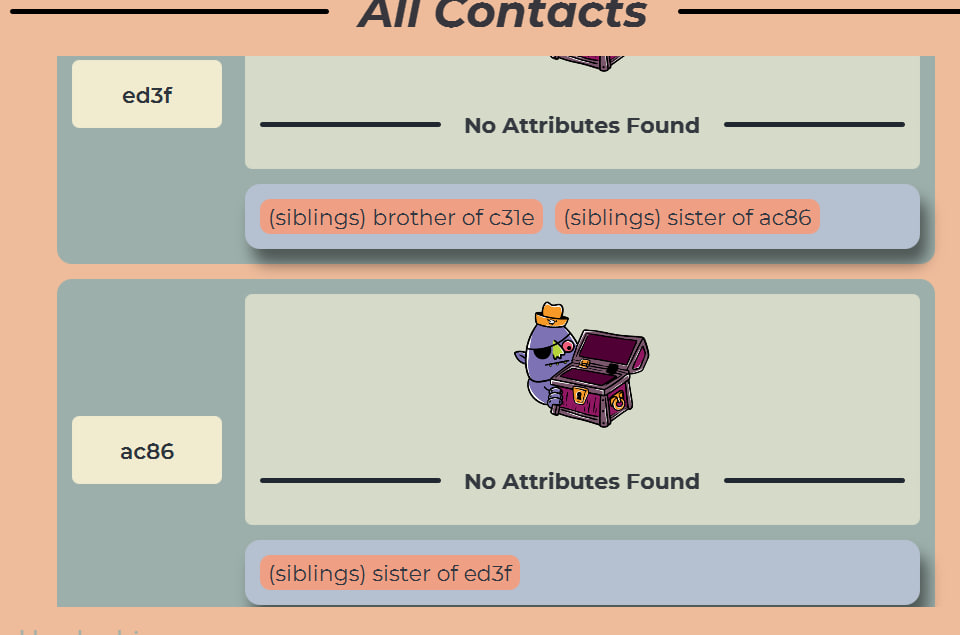 All Contacts
ed3f
No Attributes Found
(siblings) brother of c31e (siblings) sister of ac86
ac86
No Attributes Found
(siblings) sister of ed3f